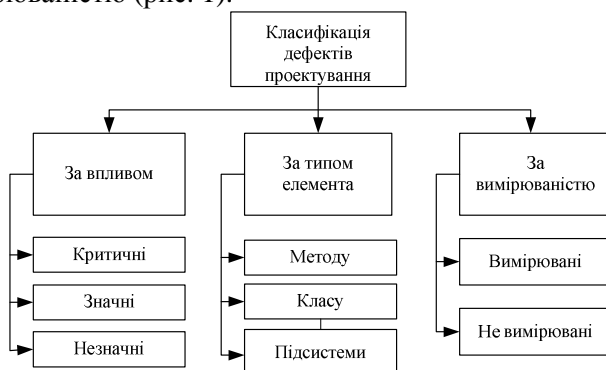 юваністю (рис. 1).
Класифікація
дефектів
проектування
За впливом
За типом
елемента
За
вимірюваністю
Критичні
Значні
Незначні
Методу
Класу
Підсистеми
Вимірювані
Не вимірювані